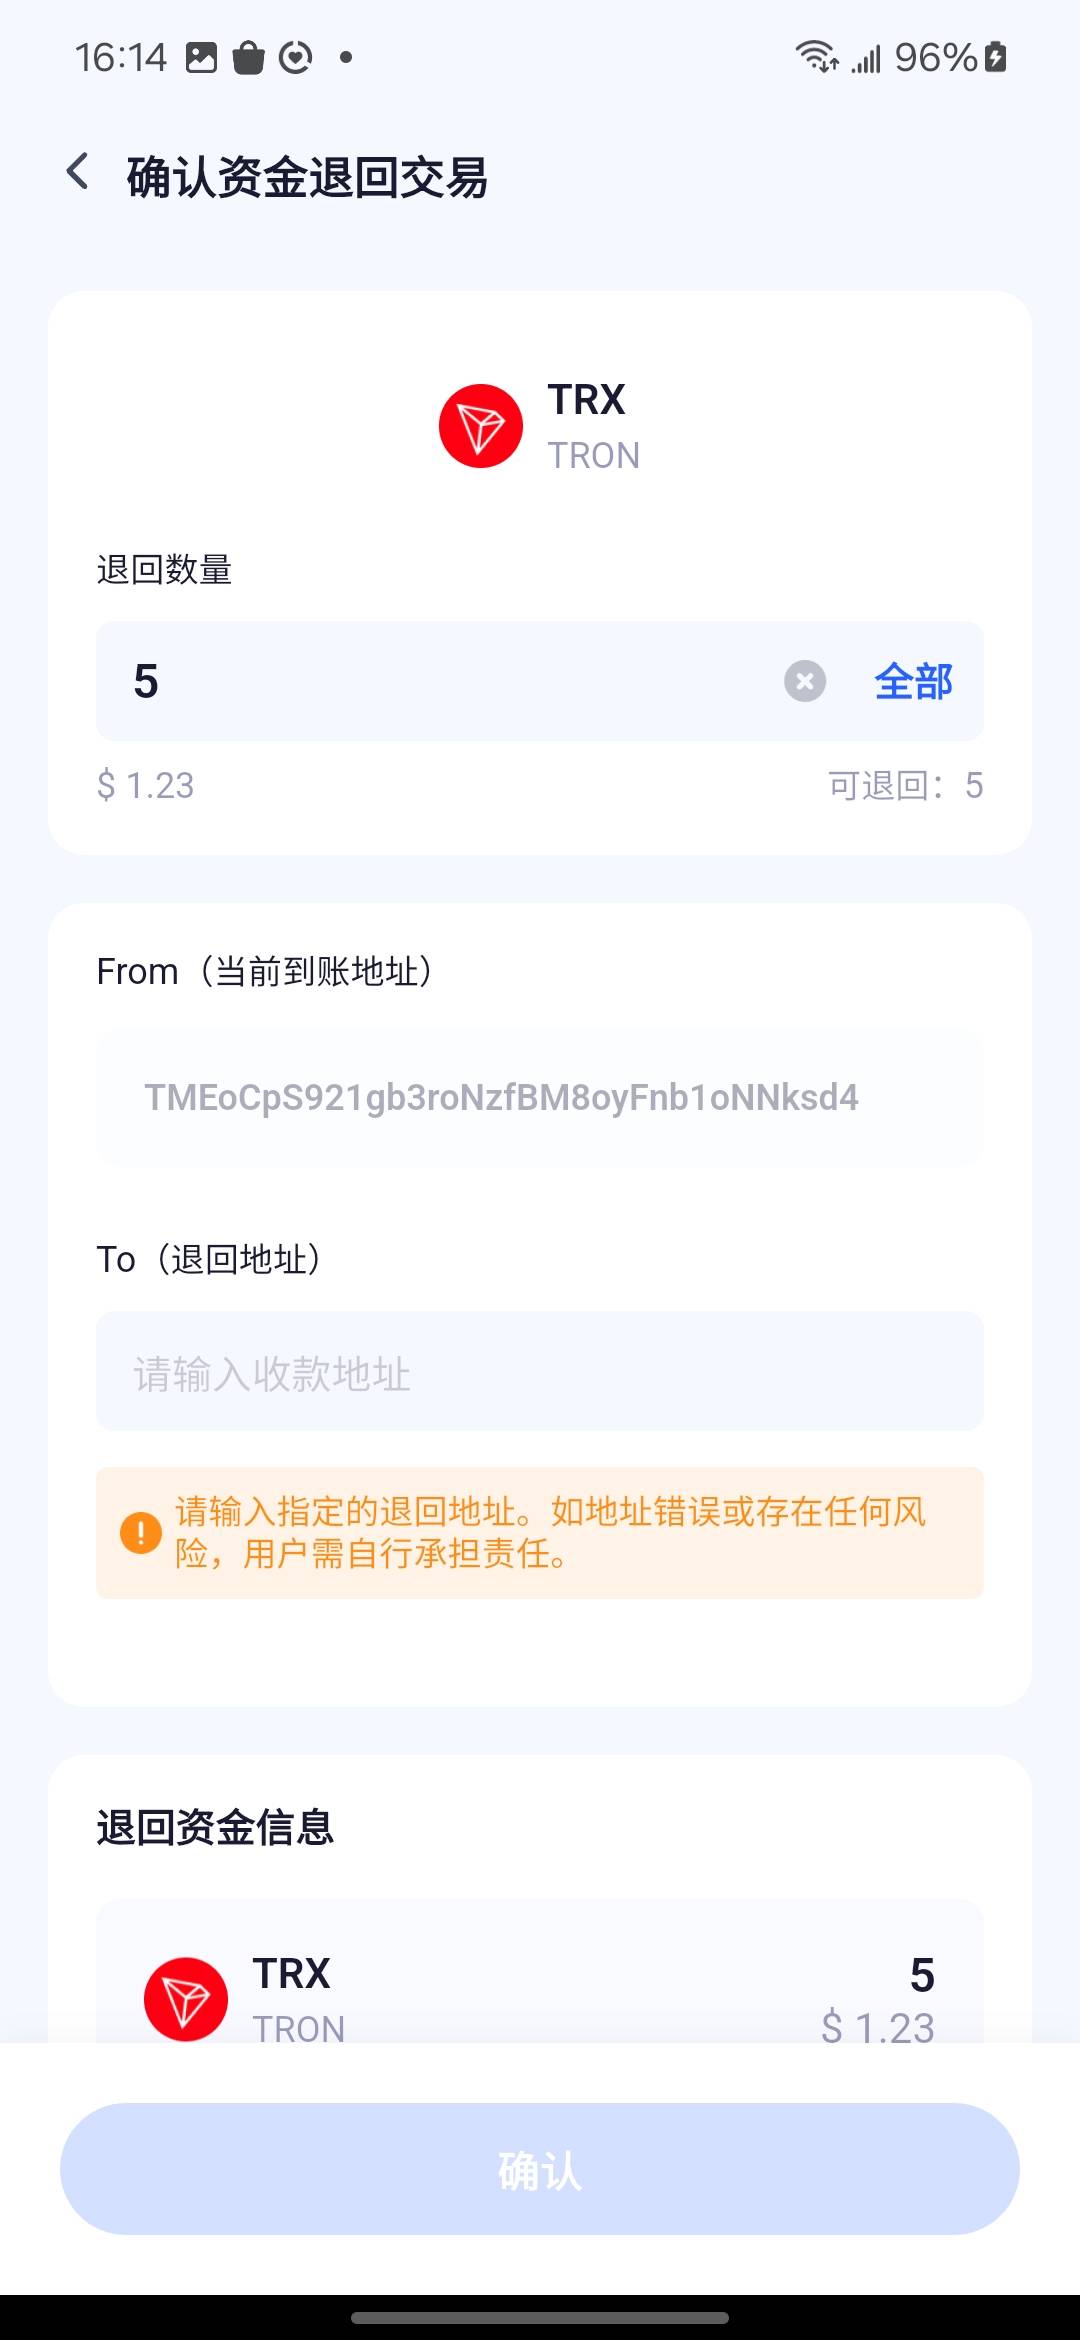 16:14
96%
确认资金退回交易
TRX
TRON
退回数量
5
全部
$ 1.23
可退回：5
From（当前到账地址）
TMEoCpS921gb3roNzfBM8oyFnb1oNNksd4
To（退回地址）
请输入收款地址
请输入指定的退回地址。如地址错误或存在任何风
险，用户需自行承担责任。
退回资金信息
TRX
5
TRON
$ 1.23
确认